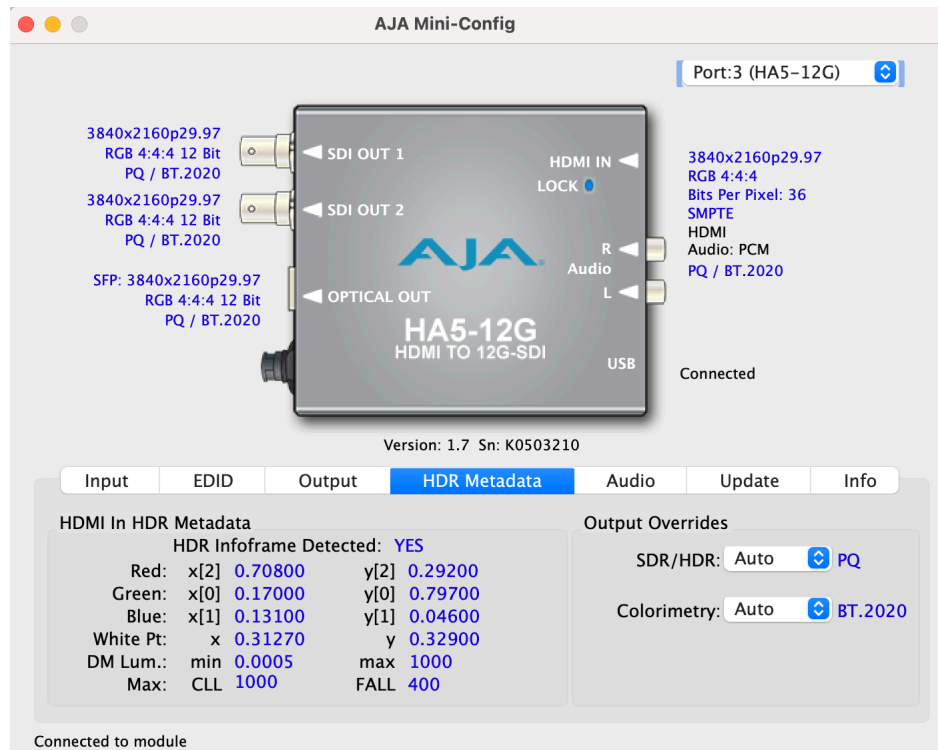 AJA Mini-Config
Port:3 (HA5-12G)
3840x2160p29.97
RGB 4:4:4 12 Bit
PQ / BT.2020
3840x2160p29.97
RGB 4:4:4 12 Bit
PQ / BT.2020
SFP: 3840x2160p29.97
RGB 4:4:4 12 Bit
PQ / BT.2020
SDI OUT 1
SDI OUT 2
OPTICAL OUT
HDMI IN
LOCK
AJA
R
Audio
L
HA5-12G
HDMI TO 12G-SDI
USB
3840x2160p29.97
RGB 4:4:4
Bits Per Pixel: 36
SMPTE
HDMI
Audio: PCM
PQ / BT.2020
Connected
Version: 1.7 Sn: K0503210
Input EDID Output HDR Metadata Audio Update Info
HDMI In HDR Metadata
HDR Infoframe Detected: YES
Red: x[2] 0.70800 y[2] 0.29200
Green: x[0] 0.17000 y[0] 0.79700
Blue: x[1] 0.13100 y[1] 0.04600
White Pt: x 0.31270 y 0.32900
DM Lum.: min 0.0005 max 1000
Max: CLL 1000 FALL 400
Output Overrides
SDR/HDR: Auto PQ
Colorimetry: Auto BT.2020
Connected to module